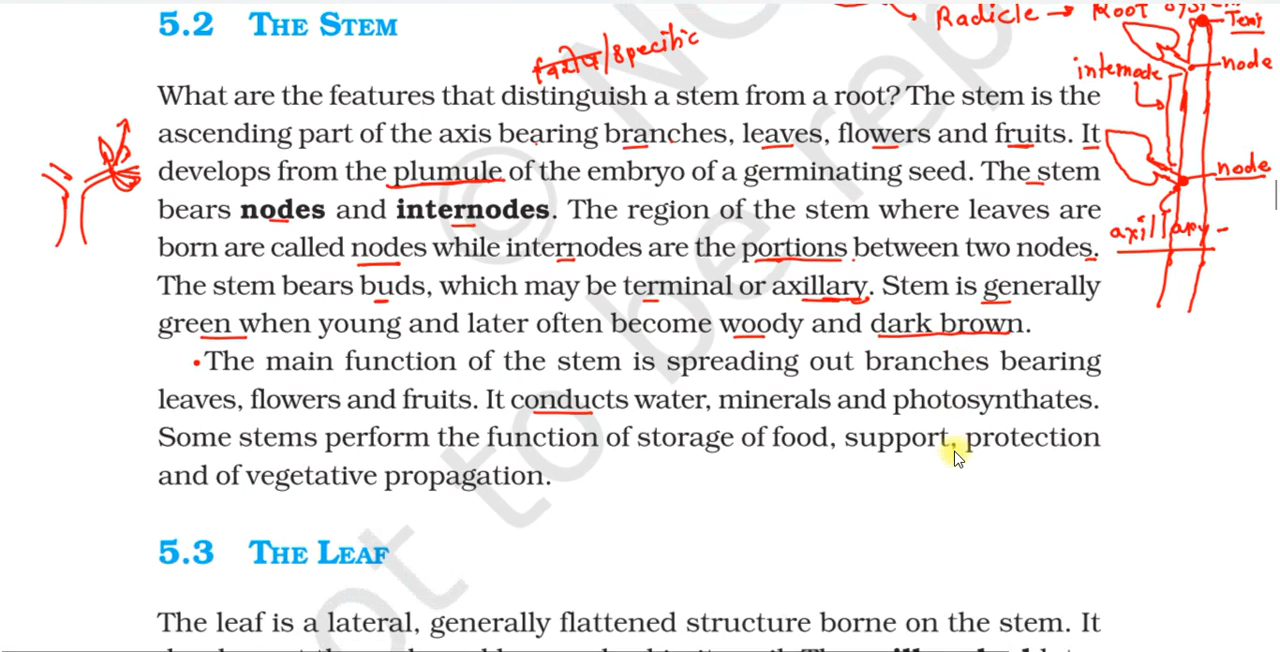 Radicle → Root
5.2 THE STEM
विशेष/specific
node
internode
What are the features that distinguish a stem from a root? The stem is the
ascending part of the axis bearing branches, leaves, flowers and fruits. It
develops from the plumule of the embryo of a germinating seed. The stem
node
bears nodes and internodes. The region of the stem where leaves are
axillary -
born are called nodes while internodes are the portions between two nodes.
The stem bears buds, which may be terminal or axillary. Stem is generally
green when young and later often become woody and dark brown.
The main function of the stem is spreading out branches bearing
leaves, flowers and fruits. It conducts water, minerals and photosynthates.
Some stems perform the function of storage of food, support, protection
and of vegetative propagation.
5.3 THE LEAF
The leaf is a lateral, generally flattened structure borne on the stem. It